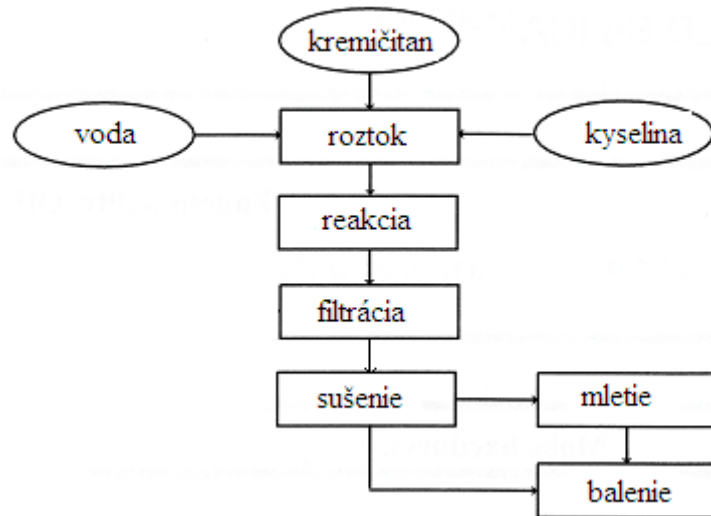 kremičitan
voda
roztok
kyselina
reakcia
filtrácia
sušenie
mletie
balenie